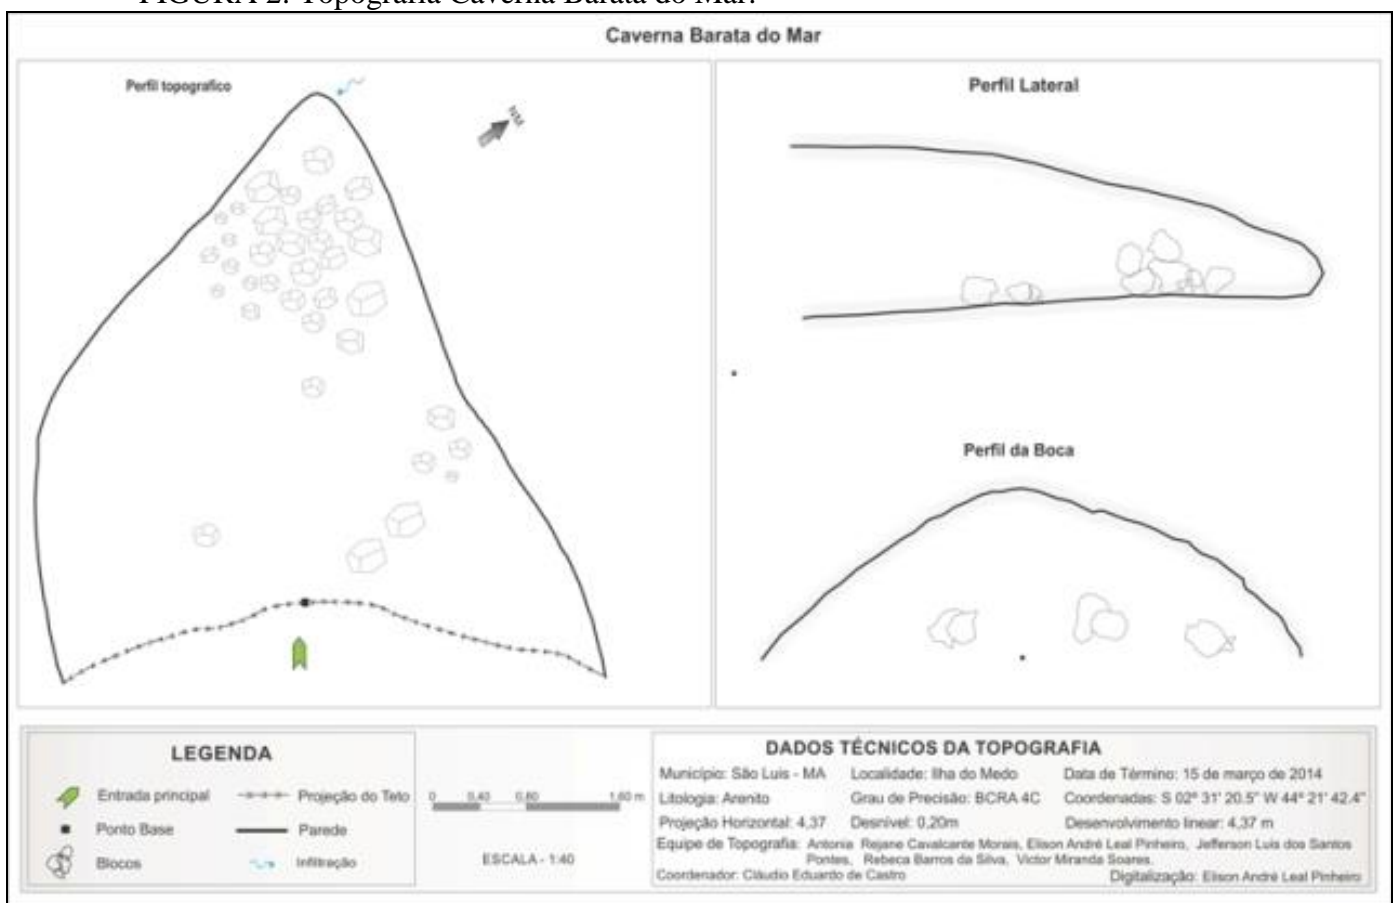 FIGURA 2: Topografia Caverna Barata do Mar.
Caverna Barata do Mar
Perfil topografico
NM
Perfil Lateral
Perfil da Boca
LEGENDA
Entrada principal
Projeção do Teto
Ponto Base
Parede
Blocos
Infiltração
0 0,40 0,80 1,60 m
ESCALA - 1:40
DADOS TÉCNICOS DA TOPOGRAFIA
Município: São Luis - MA Localidade: Ilha do Medo Data de Término: 15 de março de 2014
Litologia: Arenito Grau de Precisão: BCRA 4C Coordenadas: S 02º 31' 20.5" W 44º 21' 42.4"
Projeção Horizontal: 4,37 Desnível: 0,20m Desenvolvimento linear: 4,37 m
Equipe de Topografia: Antonia Rejane Cavalcante Morais, Elison André Leal Pinheiro, Jefferson Luis dos Santos
Pontes, Rebeca Barros da Silva, Victor Miranda Soares.
Coordenador: Cláudio Eduardo de Castro Digitalização: Elison André Leal Pinheiro